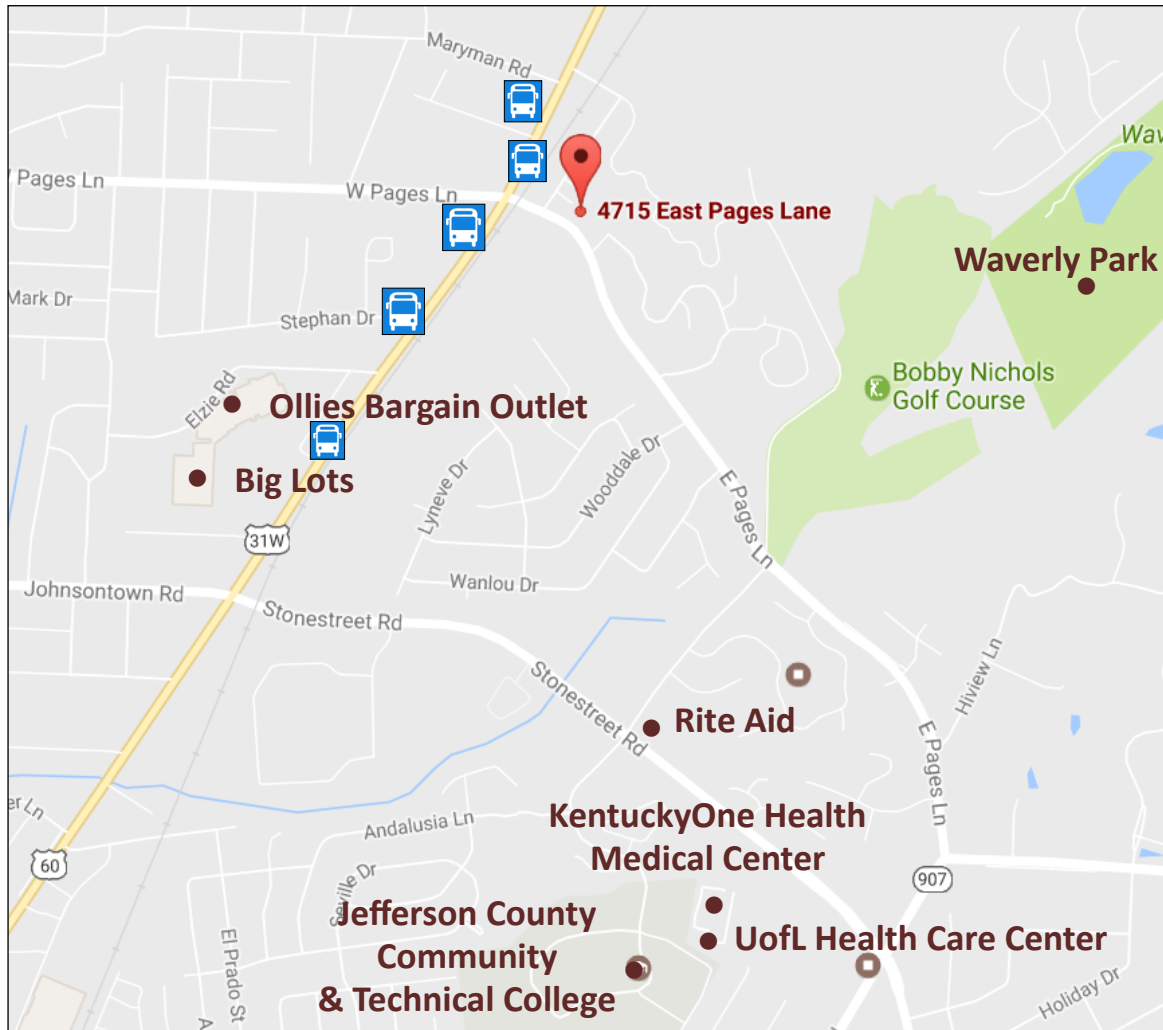 Maryman Rd
Wav
Pages Ln
W Pages Ln
4715 East Pages Lane
Waverly Park
Mark Dr
Stephan Dr
Bobby Nichols
Golf Course
Elzie Rd
Ollies Bargain Outlet
Big Lots
Lyneve Dr
Wooddale Dr
E Pages Ln
31W
Wanlou Dr
Johnsontown Rd
Stonestreet Rd
Stonestreet Rd
Hiview Ln
Rite Aid
E Pages Ln
er Ln
Andalusia Ln
KentuckyOne Health
Medical Center
60
907
Seville Dr
Jefferson County
Community
& Technical College
UofL Health Care Center
El Prado St
A
Holiday Dr